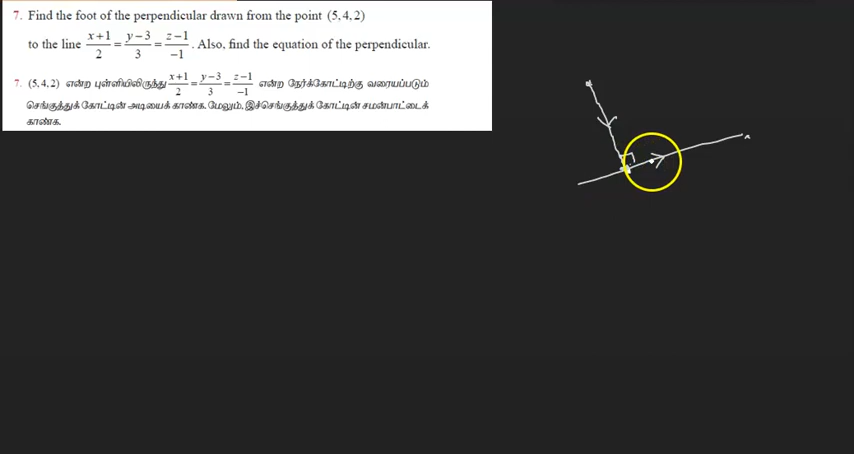 7. Find the foot of the perpendicular drawn from the point (5, 4, 2)
to the line x+1/2 = y−3/3 = z−1/−1 . Also, find the equation of the perpendicular.
7. (5, 4, 2) என்ற புள்ளியிலிருந்து x+1/2 = y−3/3 = z−1/−1 என்ற நேர்க்கோட்டிற்கு வரையப்படும்
செங்குத்துக் கோட்டின் அடியைக் காண்க. மேலும், இச்செங்குத்துக் கோட்டின் சமன்பாட்டைக்
காண்க.